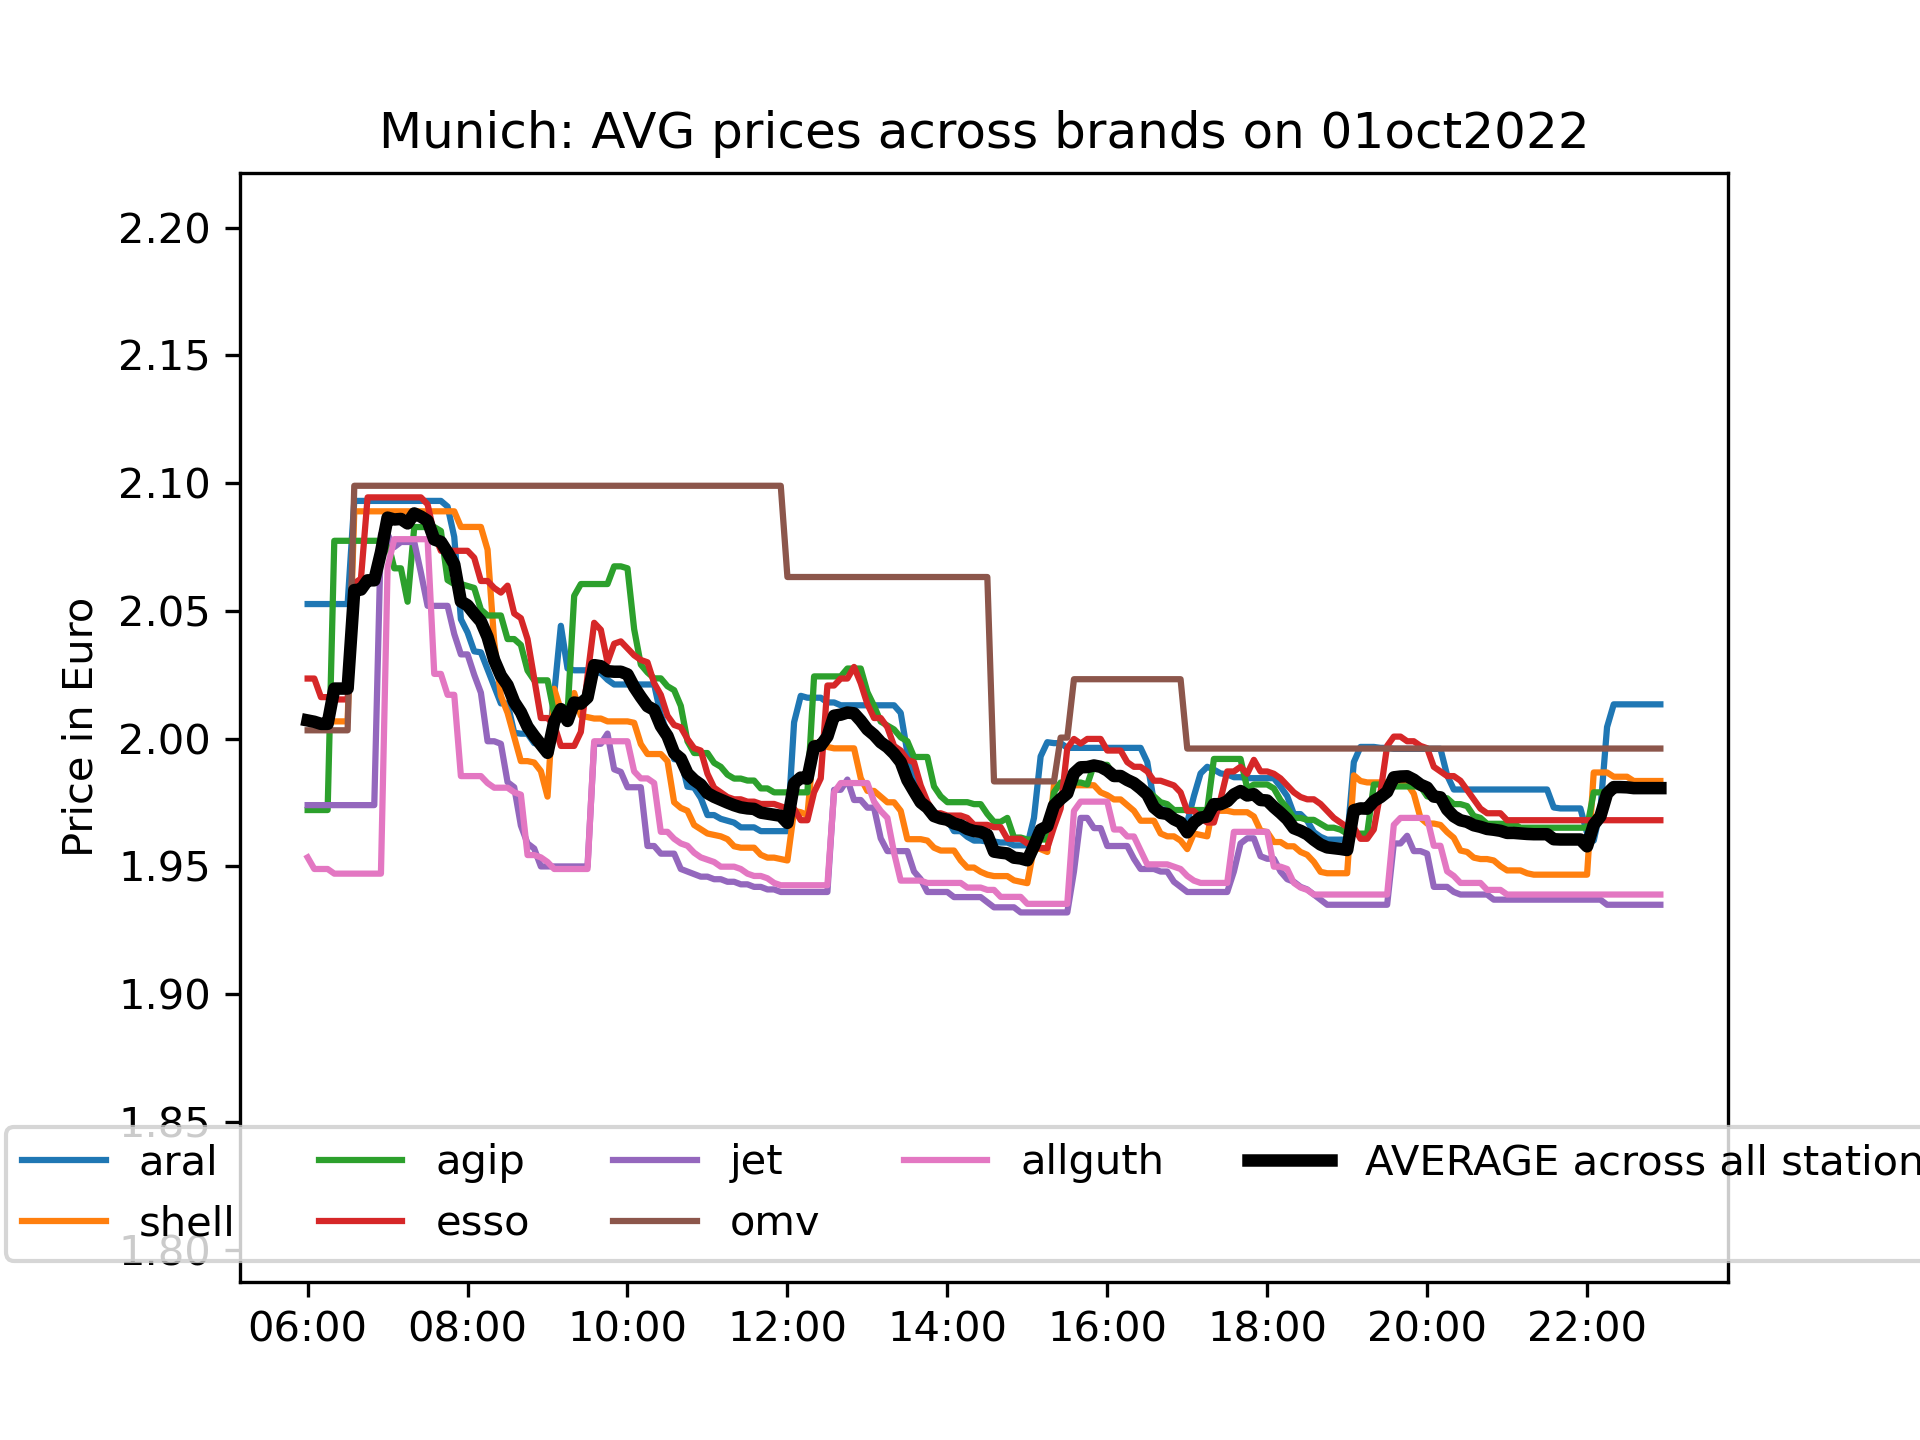 Munich: AVG prices across brands on 01oct2022
Price in Euro
2.20
2.15
2.10
2.05
2.00
1.95
1.90
1.85
1.80
aral
shell
agip
esso
jet
omv
allguth
AVERAGE across all station
06:00 08:00 10:00 12:00 14:00 16:00 18:00 20:00 22:00